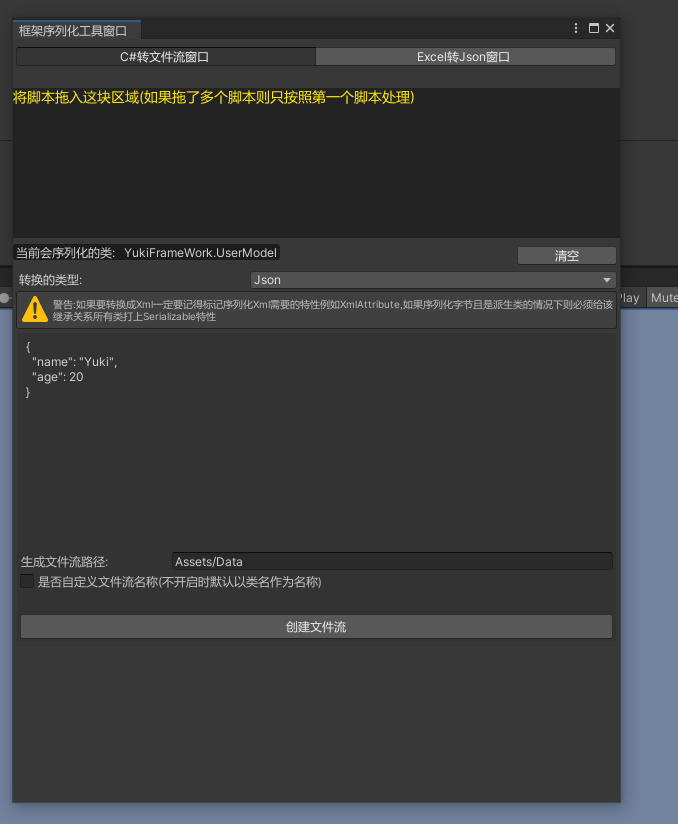 框架序列化工具窗口
C#转文件流窗口
Excel转Json窗口
将脚本拖入这块区域(如果拖了多个脚本则只按照第一个脚本处理)
当前会序列化的类: YukiFrameWork.UserModel
清空
转换的类型:
Json
Play
Mute
警告:如果要转换成Xml一定要记得标记序列化Xml需要的特性例如XmlAttribute,如果序列化字节且是派生类的情况下则必须给该
继承关系所有类打上Serializable特性
{
"name": "Yuki",
"age": 20
}
生成文件流路径:
Assets/Data
是否自定义文件流名称(不开启时默认以类名作为名称)
创建文件流